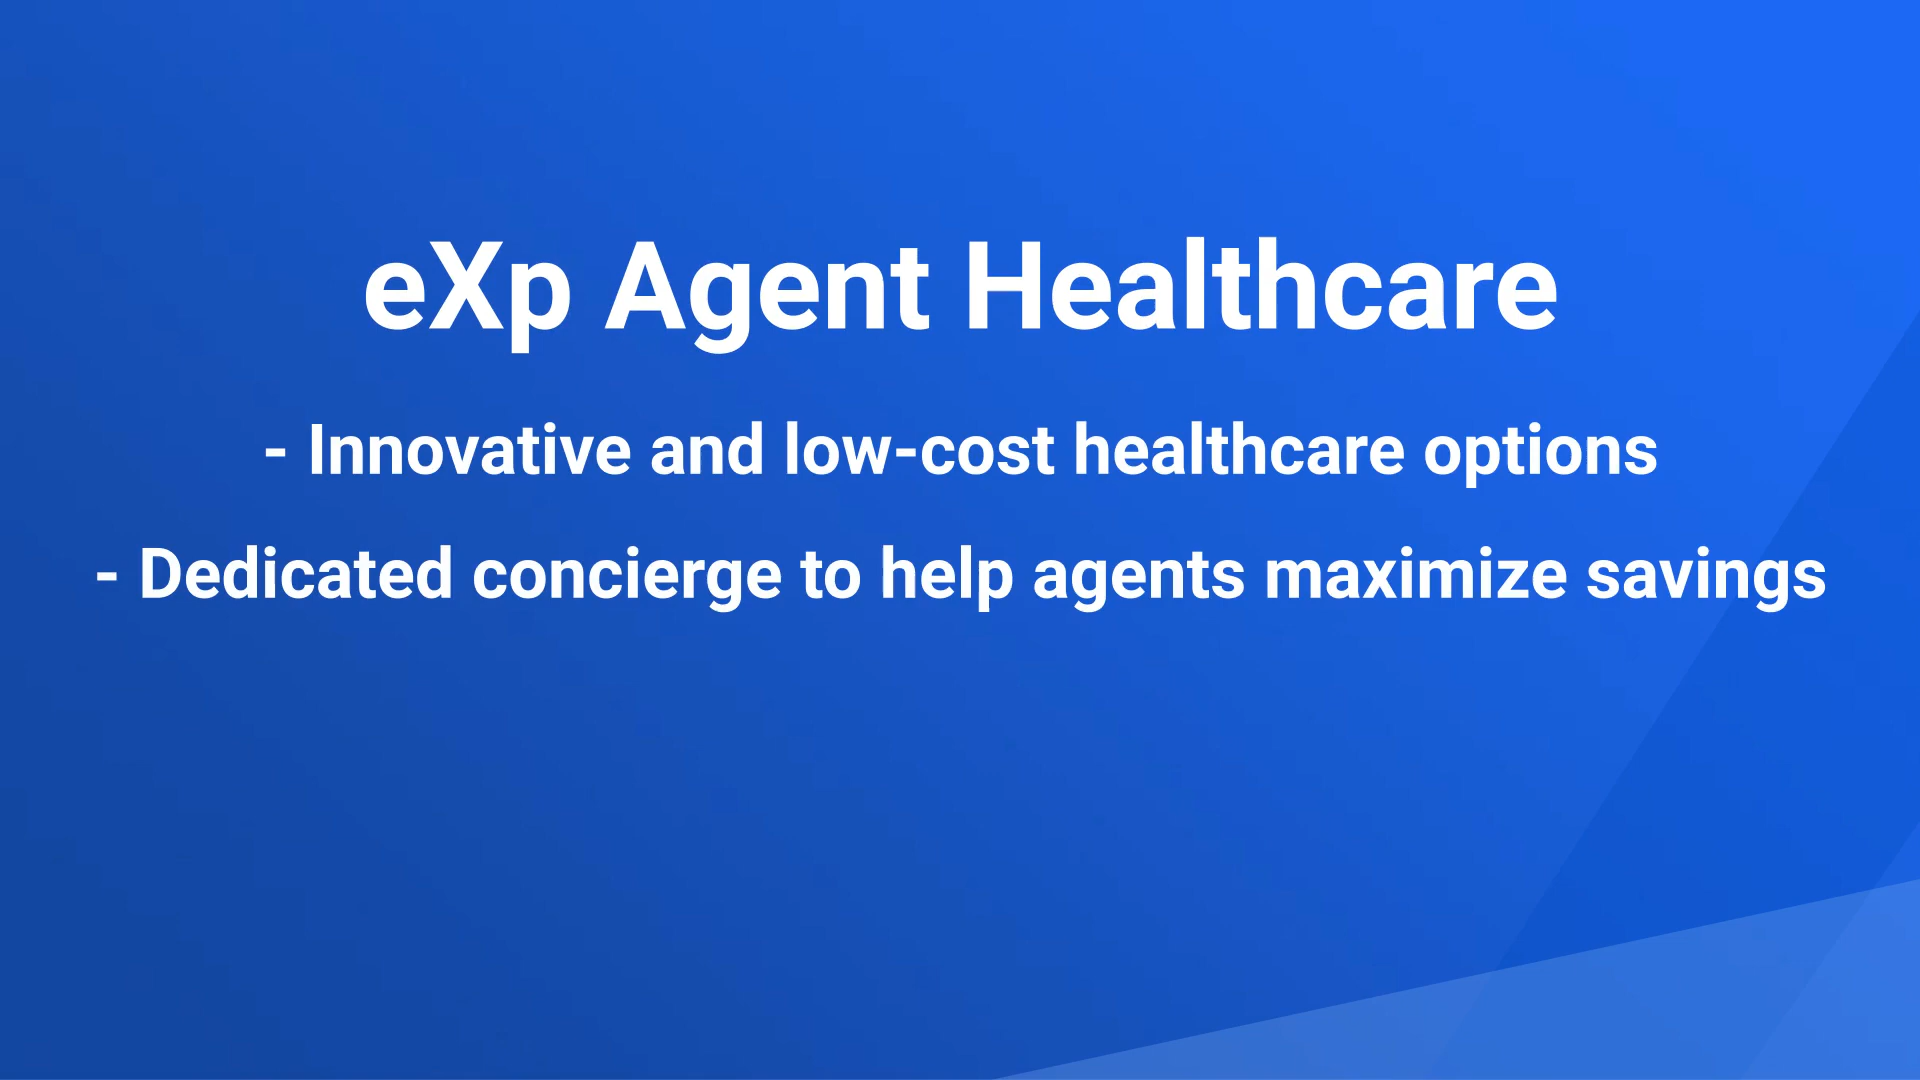 eXp Agent Healthcare
- Innovative and low-cost healthcare options
- Dedicated concierge to help agents maximize savings